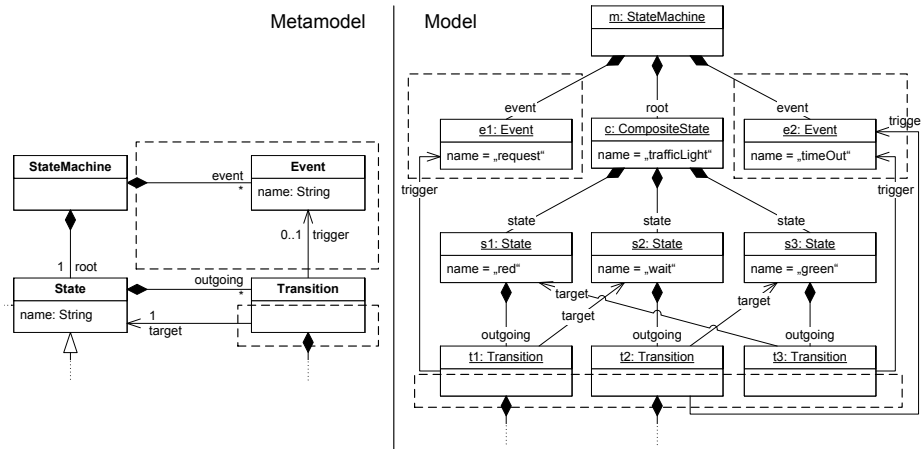 Metamodel
Model
m: StateMachine
event
root
event
trigge
e1: Event
name = „request“
c: CompositeState
name = „trafficLight“
e2: Event
name = „timeOut“
StateMachine
event
*
Event
name: String
trigger
trigger
0..1 trigger
state
state
state
1 root
s1: State
name = „red“
s2: State
name = „wait“
s3: State
name = „green“
State
name: String
outgoing
*
Transition
1
target
target
target
target
outgoing
outgoing
outgoing
t1: Transition
t2: Transition
t3: Transition